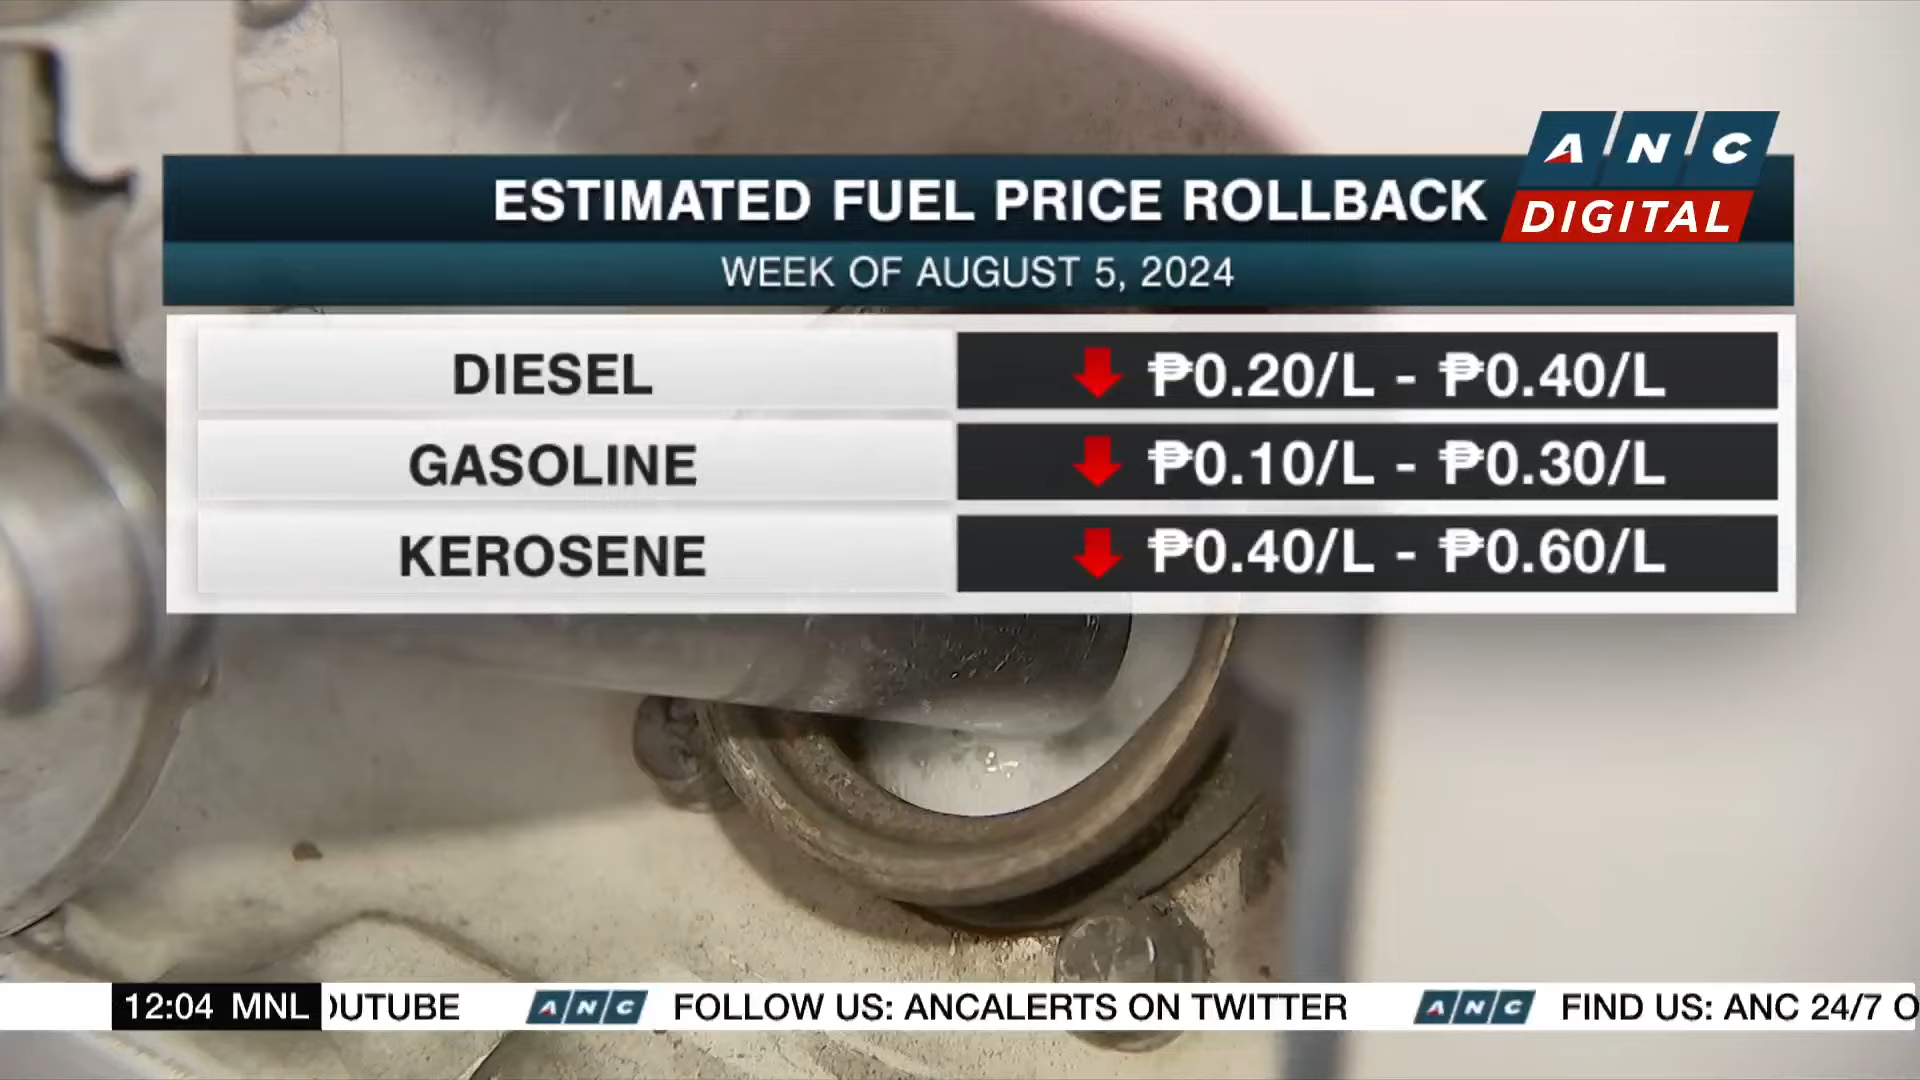 ANC
DIGITAL
ESTIMATED FUEL PRICE ROLLBACK
WEEK OF AUGUST 5, 2024
DIESEL ₱0.20/L - ₱0.40/L
GASOLINE ₱0.10/L - ₱0.30/L
KEROSENE ₱0.40/L - ₱0.60/L
12:04 MNL OUTUBE ANC FOLLOW US: ANCALERTS ON TWITTER ANC FIND US: ANC 24/7 O